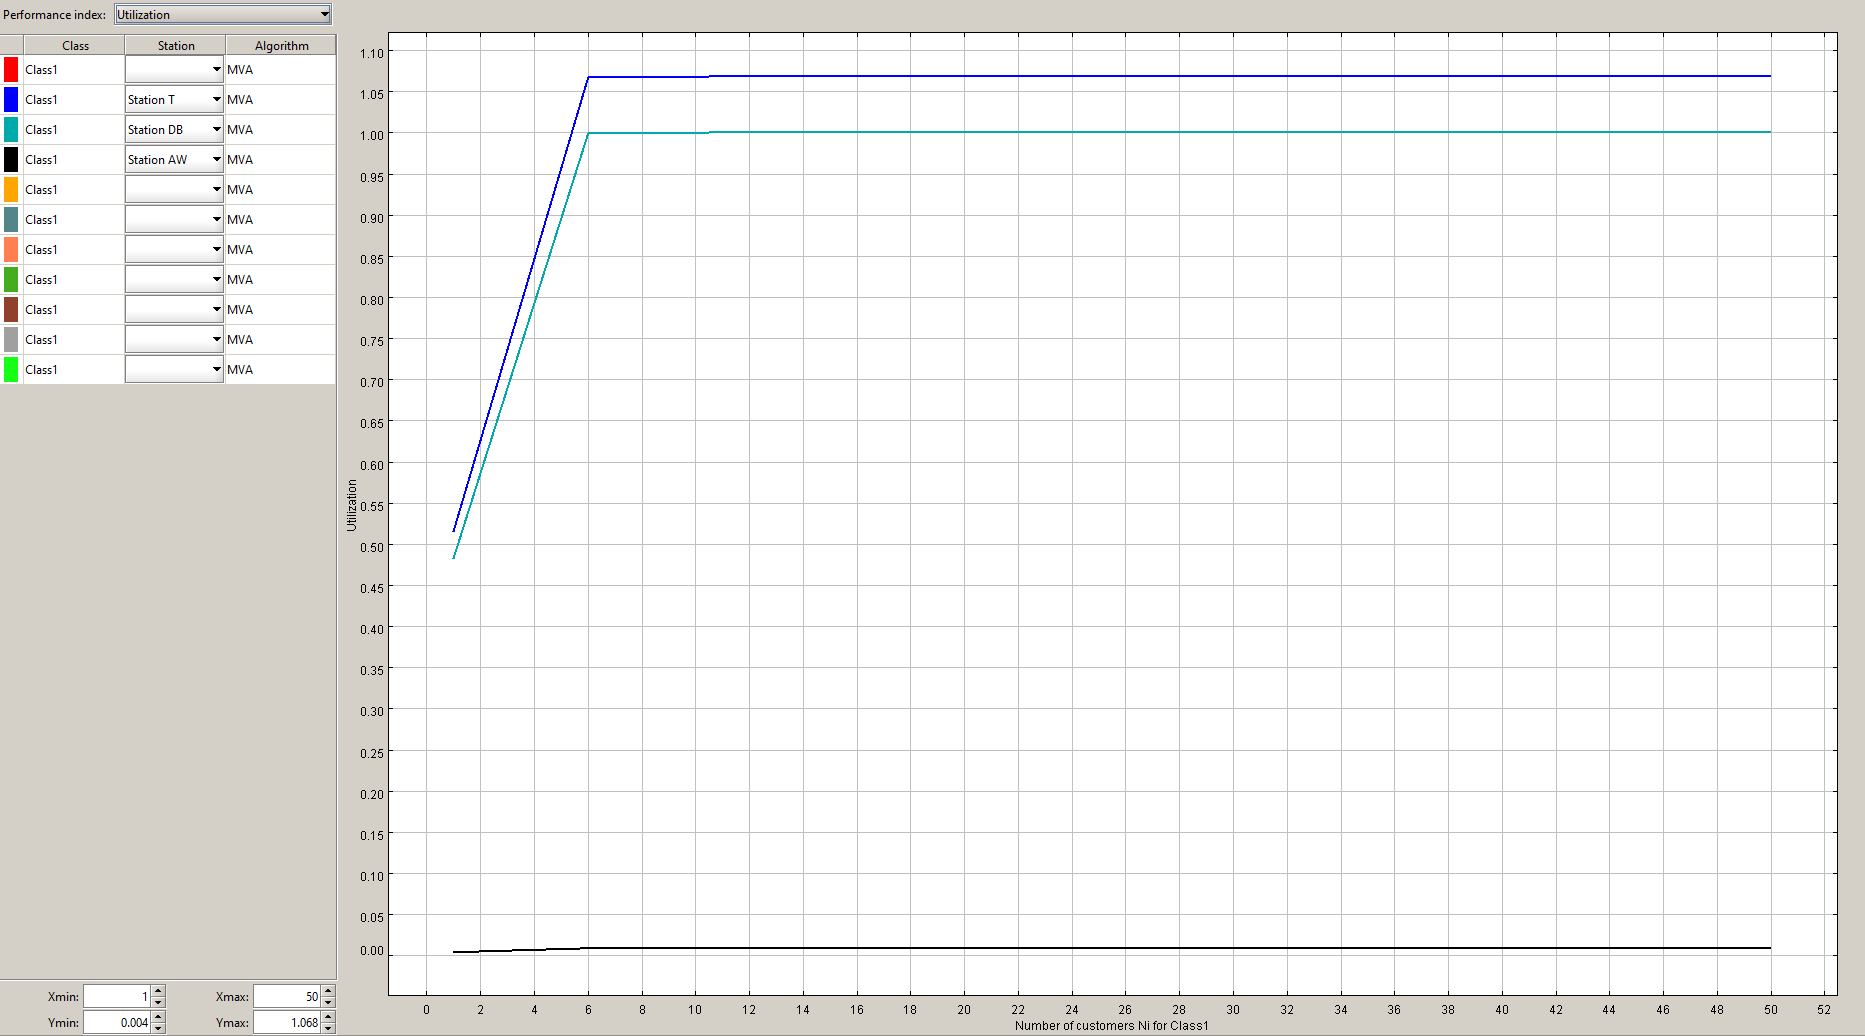 Performance index: Utilization
Class Station Algorithm
Class1 MVA
Class1 Station T MVA
Class1 Station DB MVA
Class1 Station AW MVA
Class1 MVA
Class1 MVA
Class1 MVA
Class1 MVA
Class1 MVA
Class1 MVA
Class1 MVA
Xmin: 1 Xmax: 50
Ymin: 0.004 Ymax: 1.068
Utilization
1.10
1.05
1.00
0.95
0.90
0.85
0.80
0.75
0.70
0.65
0.60
0.55
0.50
0.45
0.40
0.35
0.30
0.25
0.20
0.15
0.10
0.05
0.00
0 2 4 6 8 10 12 14 16 18 20 22 24 26 28 30 32 34 36 38 40 42 44 46 48 50 52
Number of customers Ni for Class1